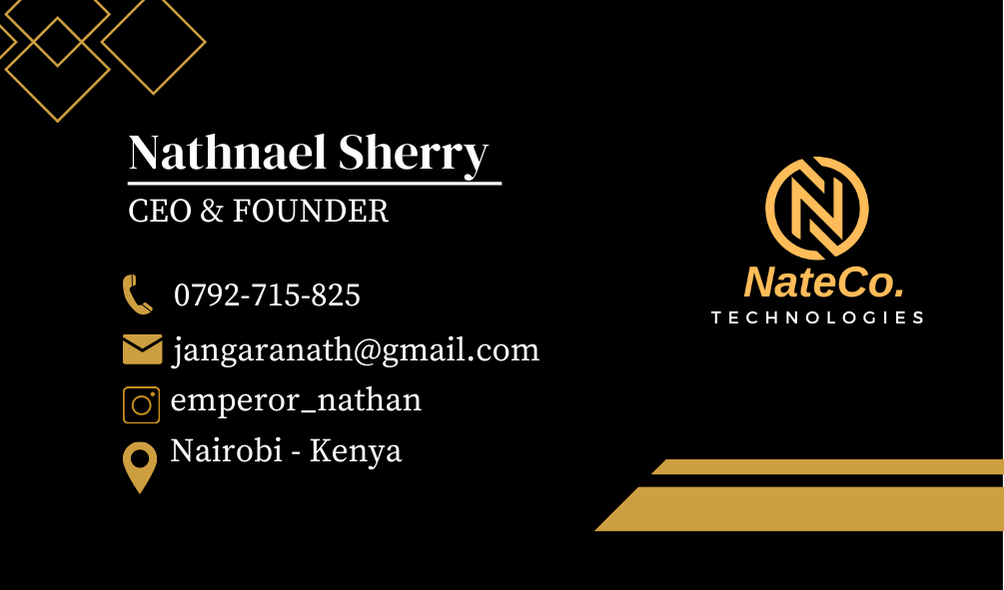 Nathnael Sherry
CEO & FOUNDER
0792-715-825
jangaranath@gmail.com
emperor_nathan
Nairobi - Kenya
NateCo.
TECHNOLOGIES